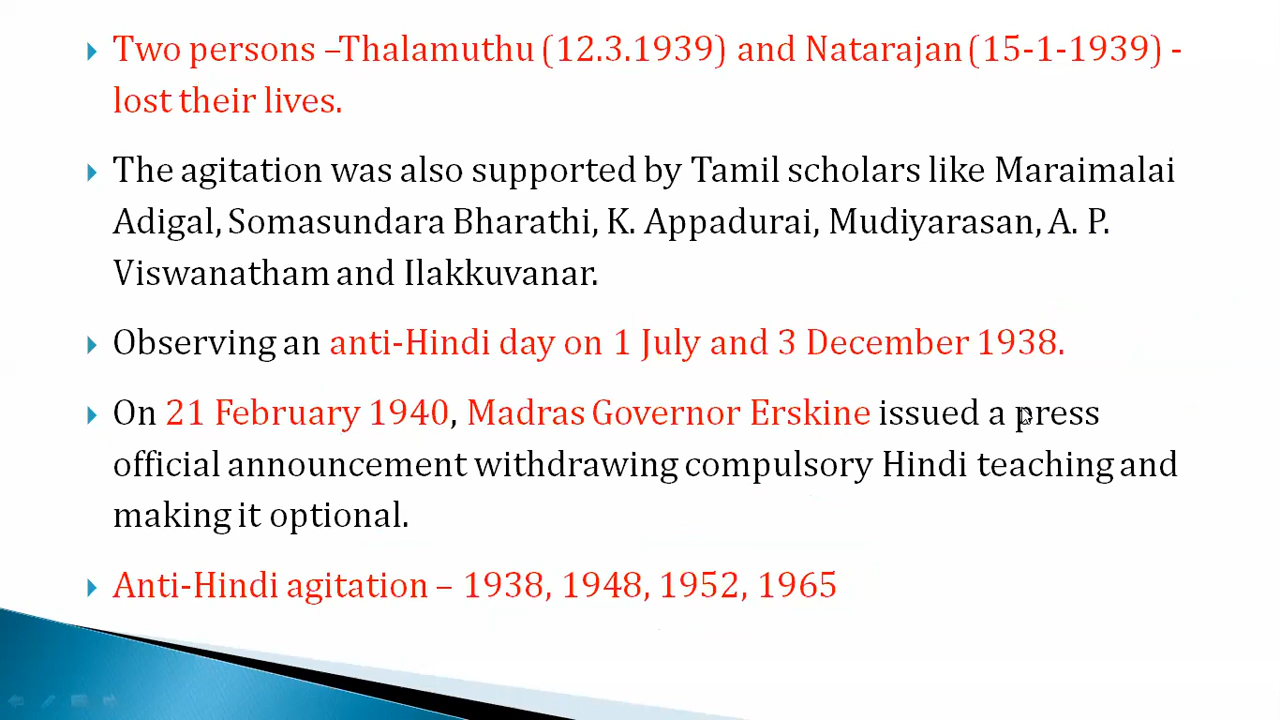 Two persons –Thalamuthu (12.3.1939) and Natarajan (15-1-1939) -
lost their lives.
The agitation was also supported by Tamil scholars like Maraimalai
Adigal, Somasundara Bharathi, K. Appadurai, Mudiyarasan, A. P.
Viswanatham and Ilakkuvanar.
Observing an anti-Hindi day on 1 July and 3 December 1938.
On 21 February 1940, Madras Governor Erskine issued a press
official announcement withdrawing compulsory Hindi teaching and
making it optional.
Anti-Hindi agitation – 1938, 1948, 1952, 1965